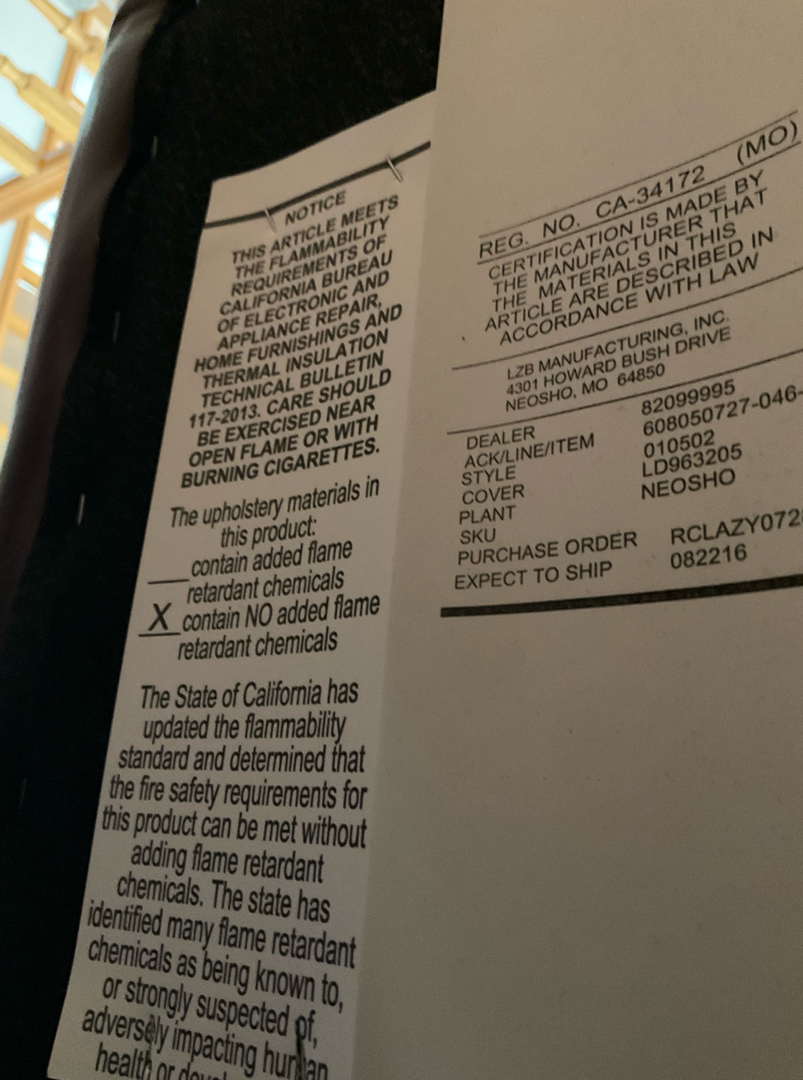 NOTICE
THIS ARTICLE MEETS
THE FLAMMABILITY
REQUIREMENTS OF
CALIFORNIA BUREAU
OF ELECTRONIC AND
APPLIANCE REPAIR,
HOME FURNISHINGS AND
THERMAL INSULATION
TECHNICAL BULLETIN
117-2013. CARE SHOULD
BE EXERCISED NEAR
OPEN FLAME OR WITH
BURNING CIGARETTES.
The upholstery materials in
this product:
___contain added flame
retardant chemicals
_X_contain NO added flame
retardant chemicals
The State of California has
updated the flammability
standard and determined that
the fire safety requirements for
this product can be met without
adding flame retardant
chemicals. The state has
identified many flame retardant
chemicals as being known to,
or strongly suspected of,
adversely impacting human
health or
REG. NO. CA-34172 (MO)
CERTIFICATION IS MADE BY
THE MANUFACTURER THAT
THE MATERIALS IN THIS
ARTICLE ARE DESCRIBED IN
ACCORDANCE WITH LAW
LZB MANUFACTURING, INC.
4301 HOWARD BUSH DRIVE
NEOSHO, MO 64850
DEALER 82099995
ACK/LINE/ITEM 608050727-046-
STYLE 010502
COVER LD963205
PLANT NEOSHO
SKU
PURCHASE ORDER RCLAZY072
EXPECT TO SHIP 082216